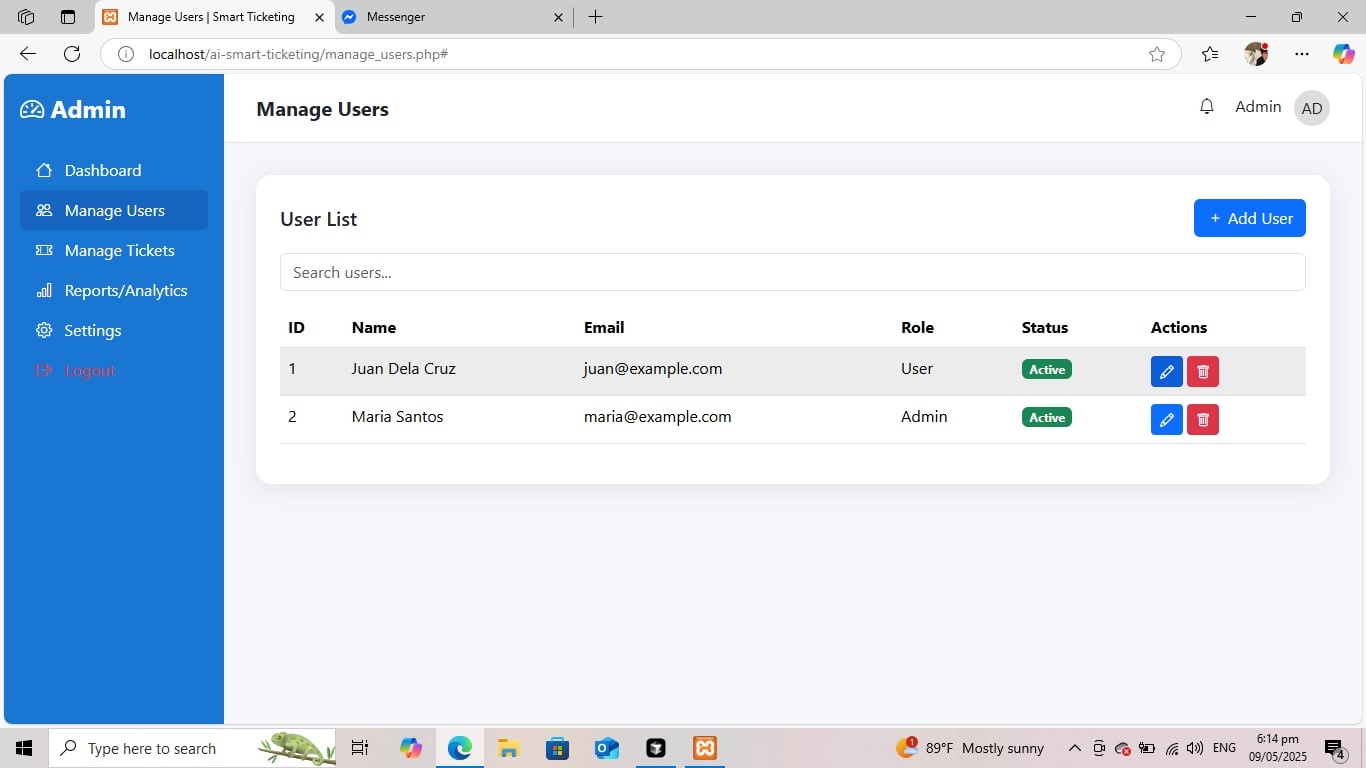 Manage Users | Smart Ticketing
Messenger
localhost/ai-smart-ticketing/manage_users.php#
Admin
Manage Users
Admin
AD
Dashboard
Manage Users
Manage Tickets
Reports/Analytics
Settings
Logout
User List
+ Add User
Search users...
ID Name Email Role Status Actions
1 Juan Dela Cruz juan@example.com User Active
2 Maria Santos maria@example.com Admin Active
Type here to search
1
89°F Mostly sunny
ENG
6:14 pm
09/05/2025
4